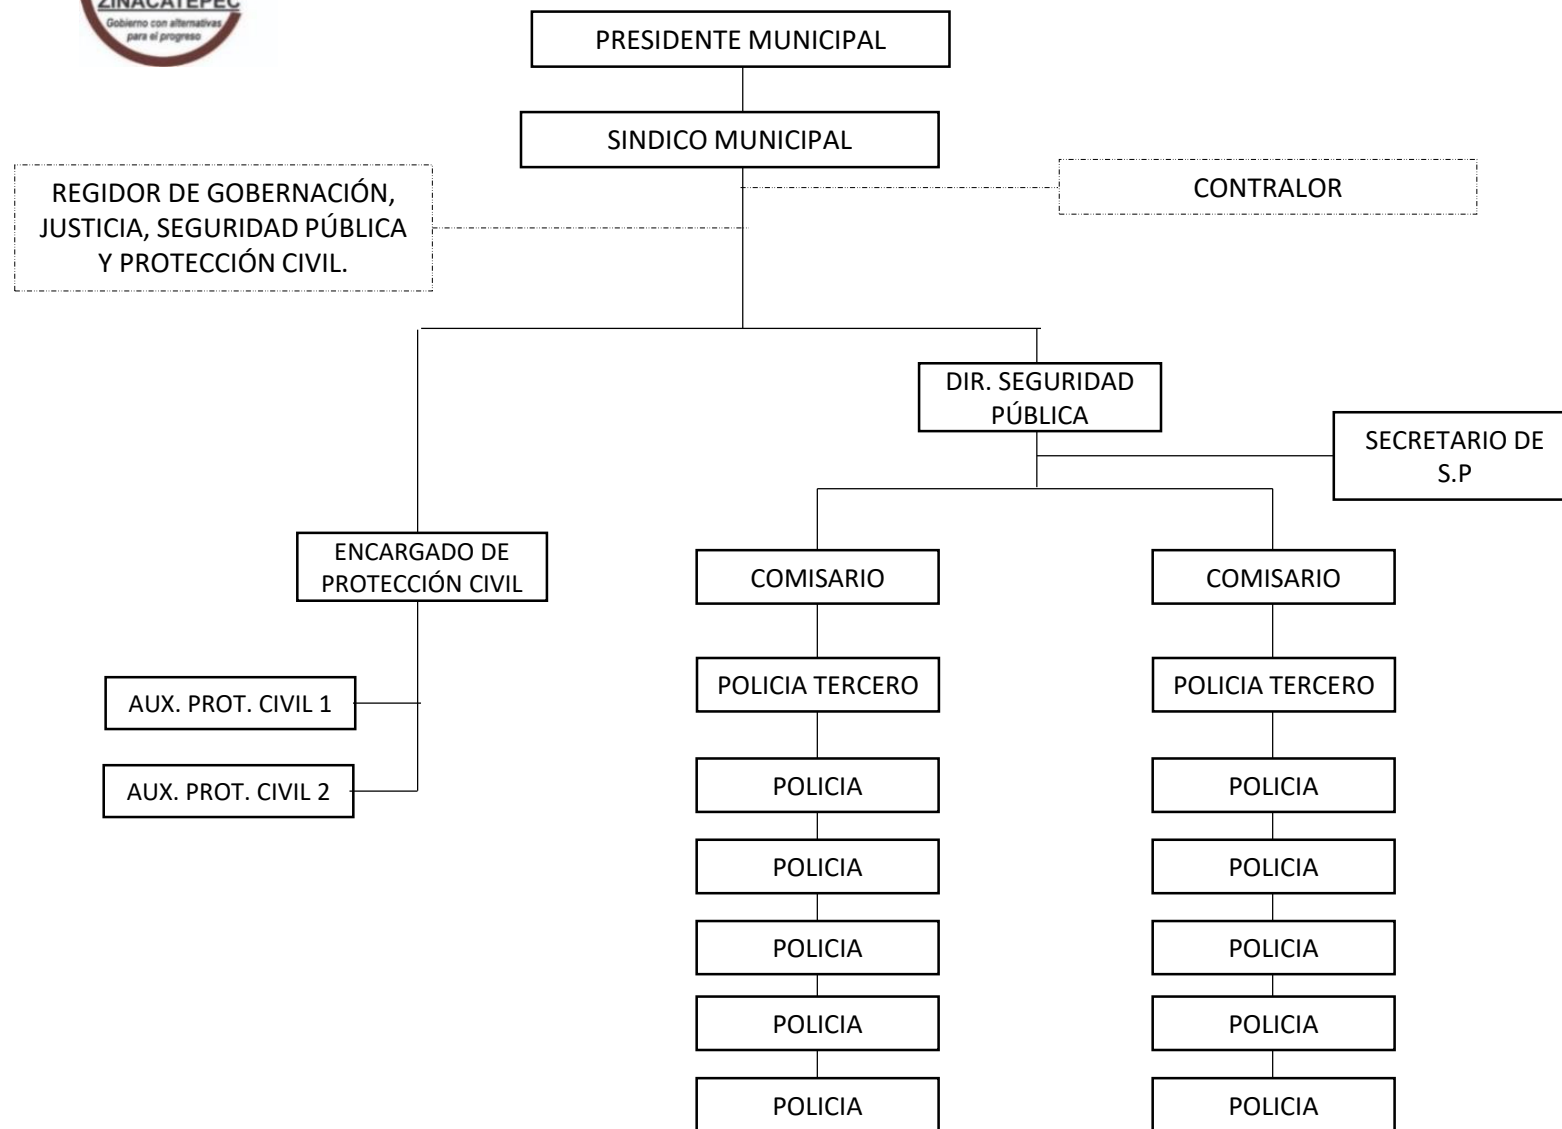 ZINACATEPEC
Gobierno con alternativas
para el progreso
PRESIDENTE MUNICIPAL
SINDICO MUNICIPAL
REGIDOR DE GOBERNACIÓN,
JUSTICIA, SEGURIDAD PÚBLICA
Y PROTECCIÓN CIVIL.
CONTRALOR
DIR. SEGURIDAD
PÚBLICA
SECRETARIO DE
S.P
ENCARGADO DE
PROTECCIÓN CIVIL
COMISARIO
COMISARIO
AUX. PROT. CIVIL 1
POLICIA TERCERO
POLICIA TERCERO
AUX. PROT. CIVIL 2
POLICIA
POLICIA
POLICIA
POLICIA
POLICIA
POLICIA
POLICIA
POLICIA
POLICIA
POLICIA